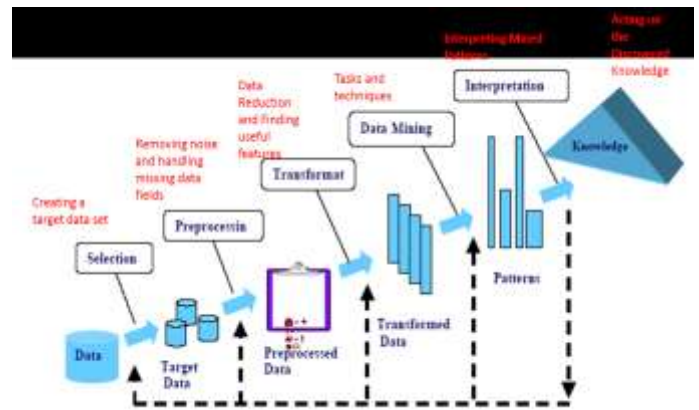 Acting on
the
Discovered
Knowledge
Interpreting Mined
Patterns
Interpretation
Tasks and
techniques
Data Mining
Data
Reduction
and finding
useful
features
Transformat
Removing noise
and handling
missing data
fields
Preprocessin
Creating a
target data set
Selection
Knowledge
Patterns
Transformed
Data
Preprocessed
Data
Target
Data
Data